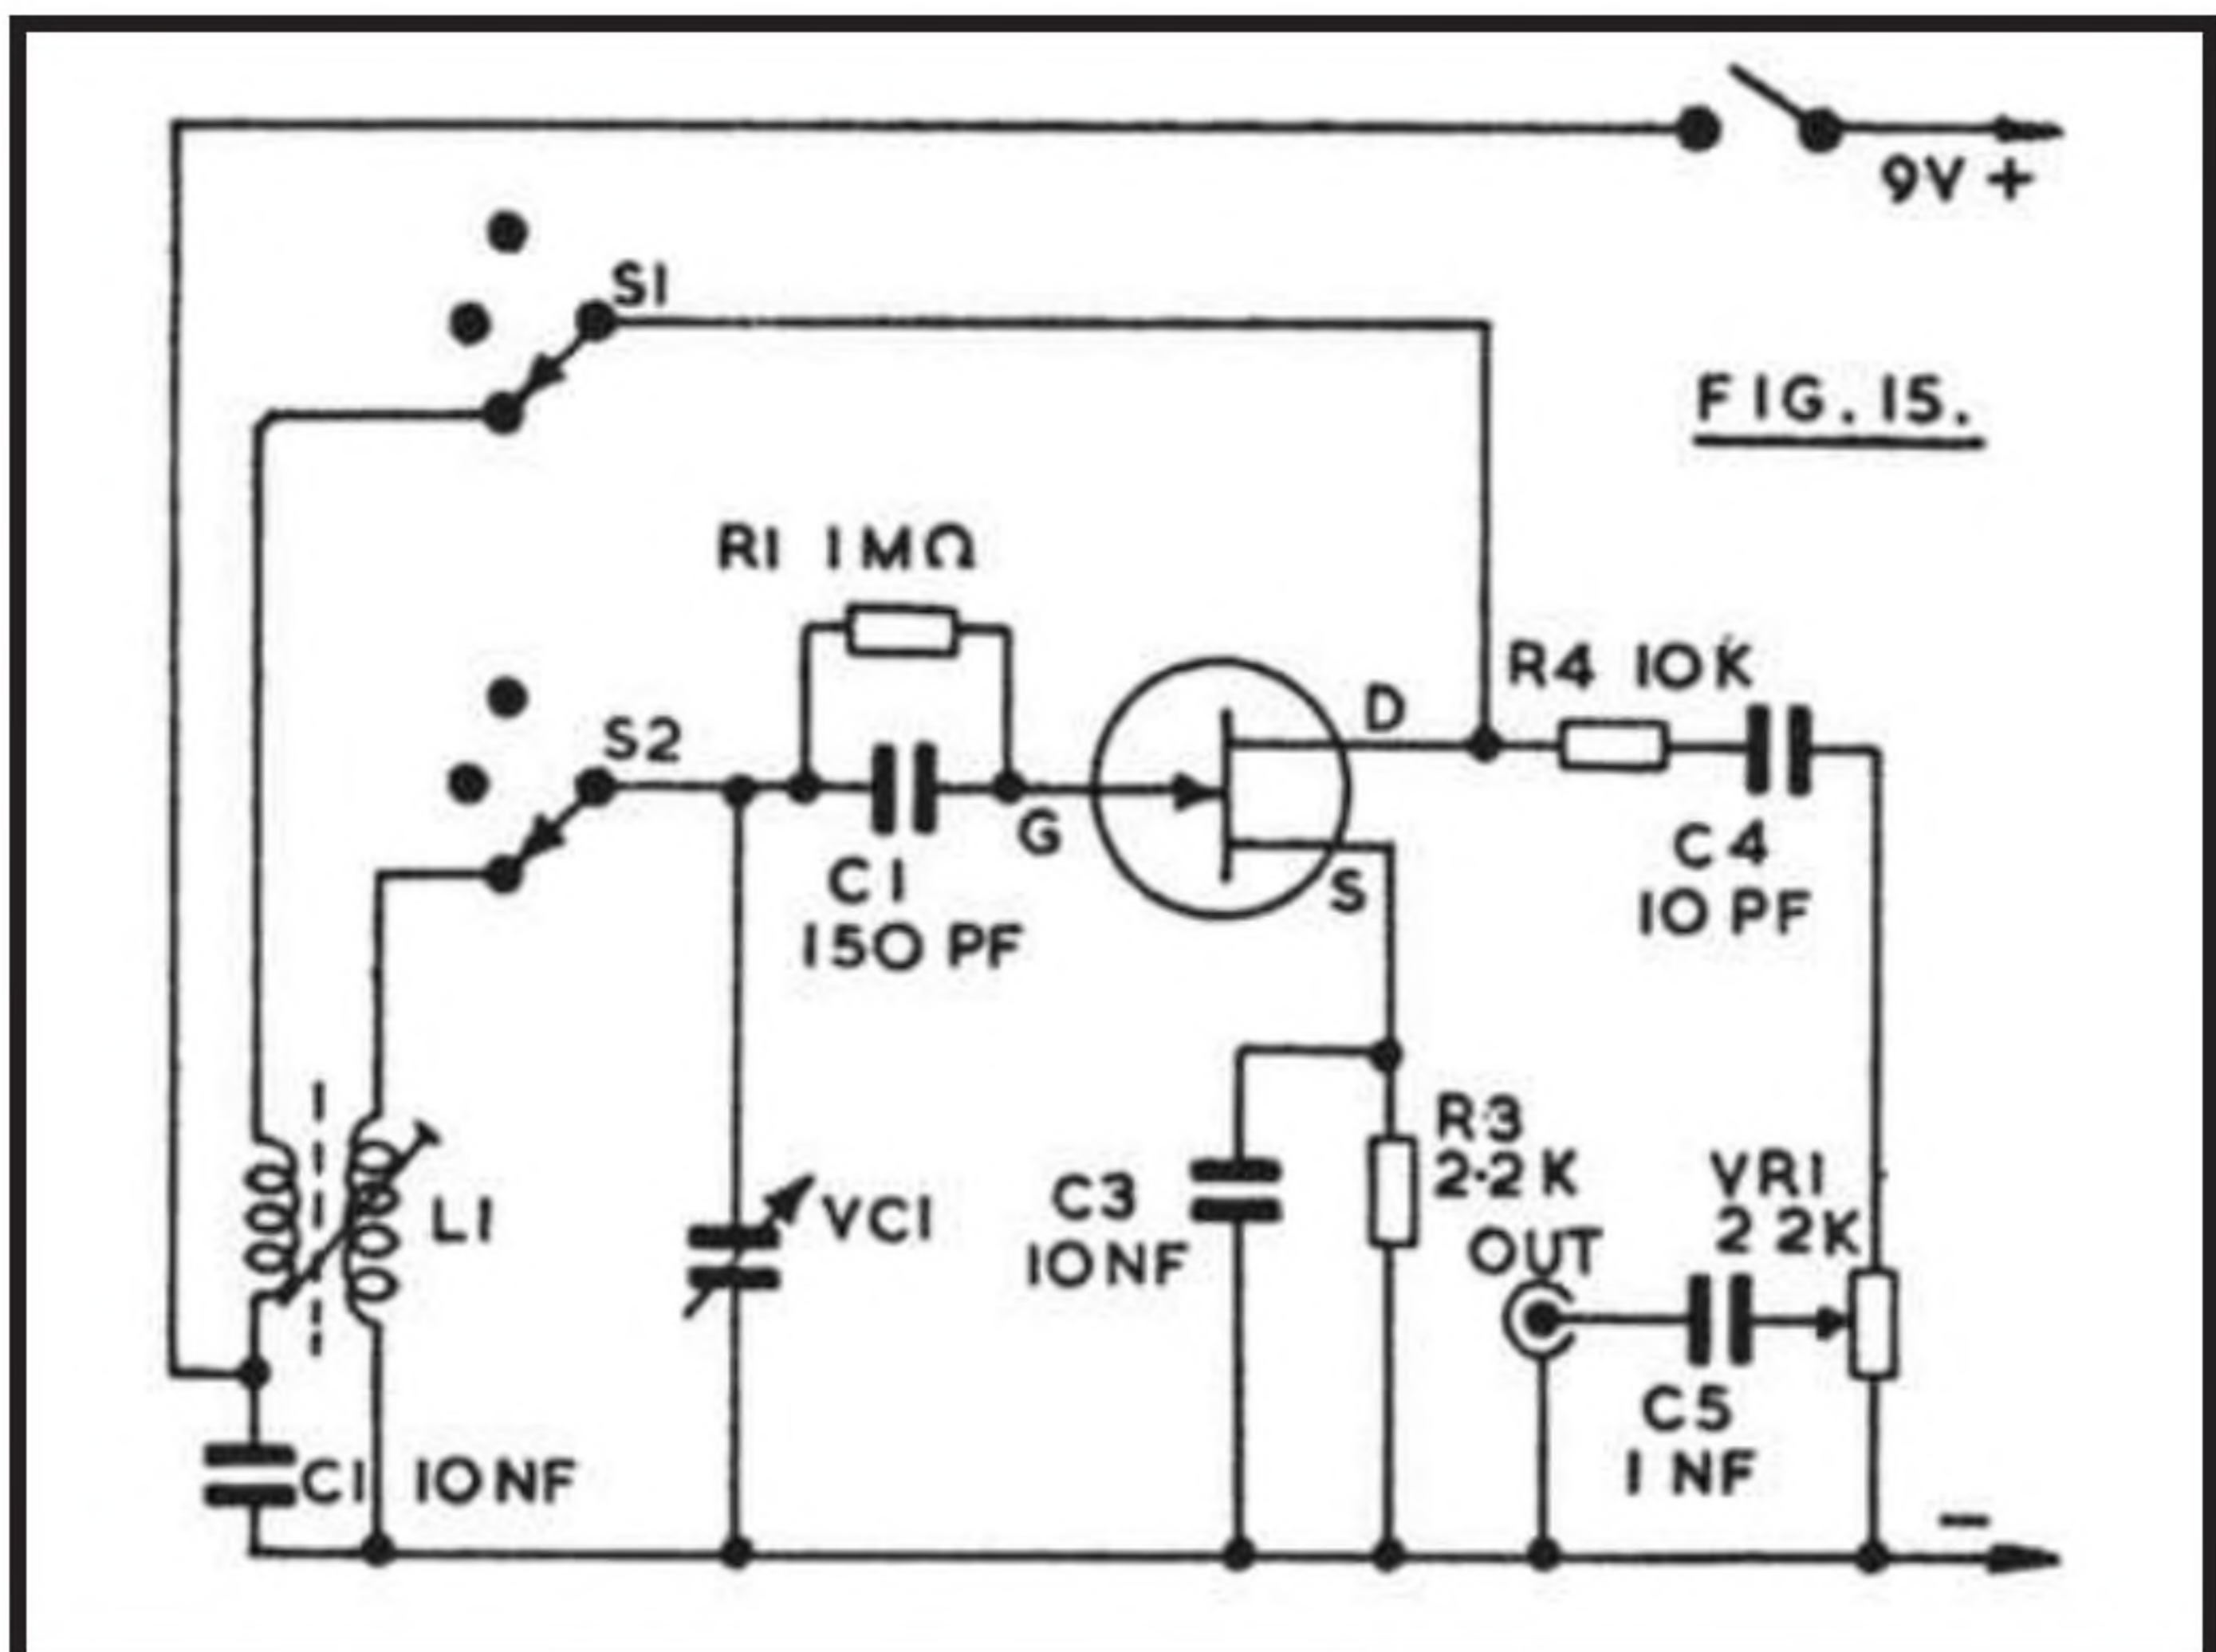 9V +
S1
FIG. 15.
R1 1MΩ
R4 10K
D
S2
G
C1
150 PF
S
C4
10 PF
R3
2·2K
VR1
2 2K
L1
VC1
C3
10NF
OUT
C5
1 NF
C1 10NF
−